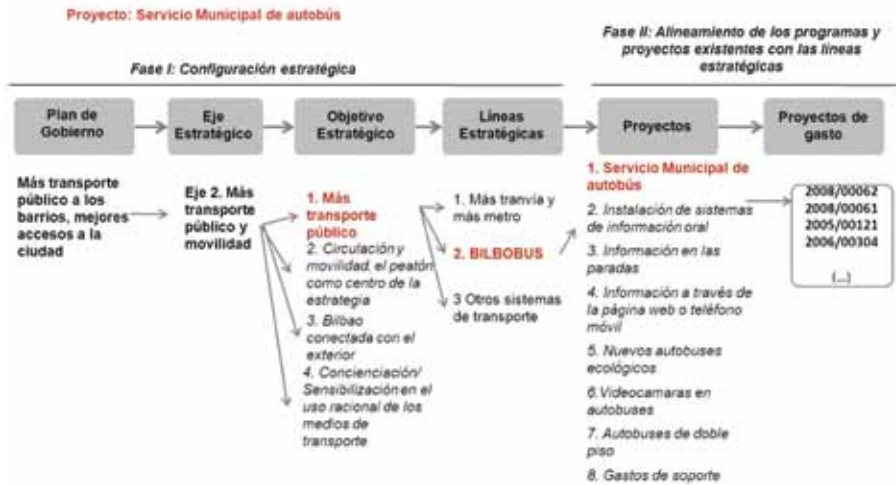 Proyecto: Servicio Municipal de autobús
Fase I: Configuración estratégica
Fase II: Alineamiento de los programas y
proyectos existentes con las líneas
estratégicas
Plan de
Gobierno
Eje
Estratégico
Objetivo
Estratégico
Líneas
Estratégicas
Proyectos
Proyectos de
gasto
Más transporte
público a los
barrios, mejores
accesos a la
ciudad
Eje 2. Más
transporte
público y
movilidad
1. Más
transporte
público
2. Circulación y
movilidad, el peatón
como centro de la
estrategia
3. Bilbao
conectada con el
exterior
4. Concienciación/
Sensibilización en el
uso racional de los
medios de
transporte
1. Más tranvía y
más metro
2. BILBOBUS
3 Otros sistemas
de transporte
1. Servicio Municipal de
autobús
2. Instalación de sistemas
de información oral
3. Información en las
paradas
4. Información a través de
la página web o teléfono
móvil
5. Nuevos autobuses
ecológicos
6.Videocamaras en
autobuses
7. Autobuses de doble
piso
8. Gastos de soporte
2008/00062
2008/00061
2005/00121
2006/00304
(...)